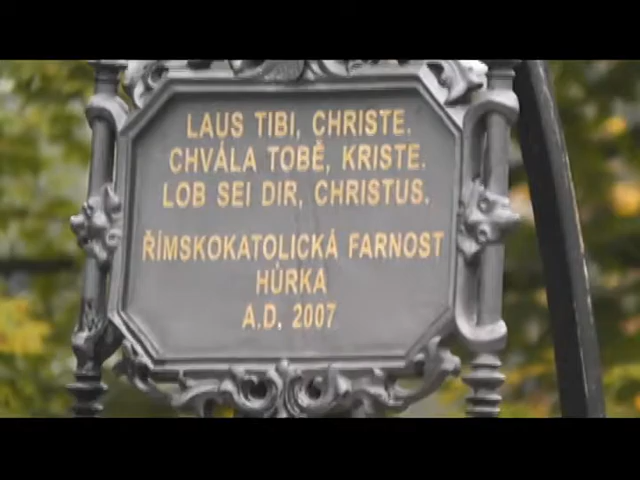 LAUS TIBI, CHRISTE.
CHVÁLA TOBĚ, KRISTE.
LOB SEI DIR, CHRISTUS.
ŘÍMSKOKATOLICKÁ FARNOST
HŮRKA
A.D. 2007